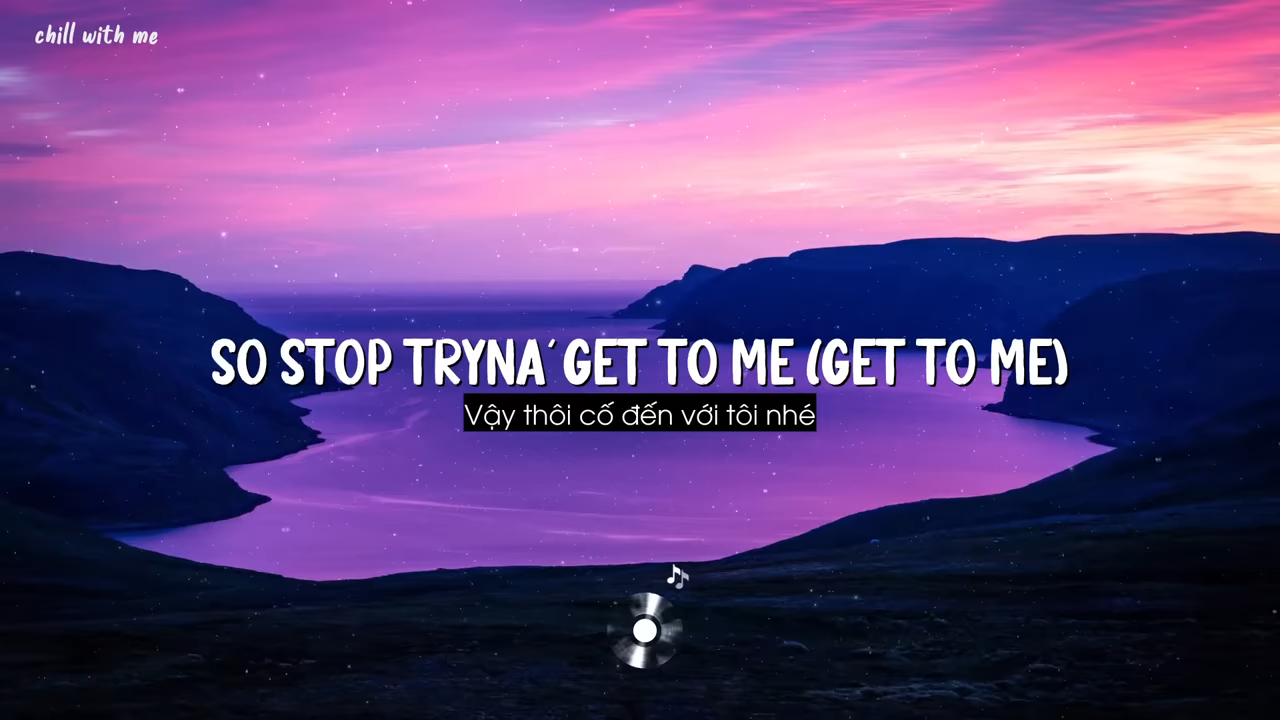 chill with me
SO STOP TRYNA' GET TO ME (GET TO ME)
Vậy thôi cố đến với tôi nhé